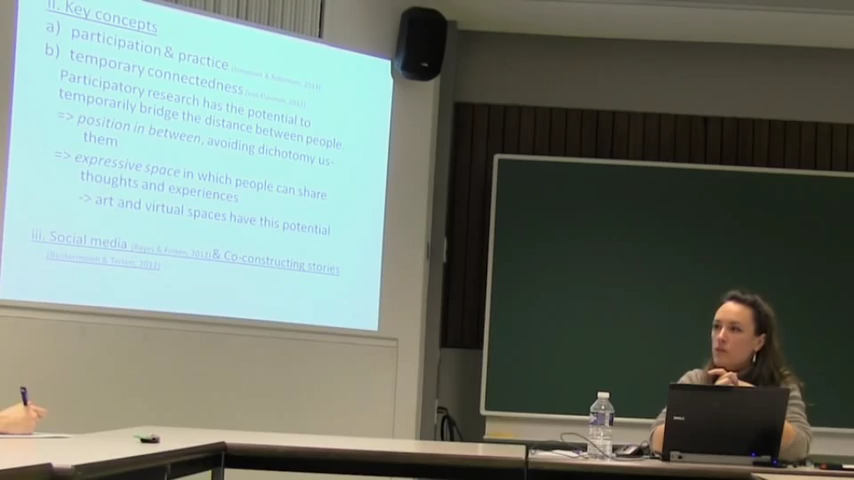 ii. Key concepts
a) participation & practice
b) temporary connectedness
Participatory research has the potential to
temporarily bridge the distance between people.
=> position in between, avoiding dichotomy us-
them
=> expressive space in which people can share
thoughts and experiences
-> art and virtual spaces have this potential
iii. Social media & Co-constructing stories
DELL